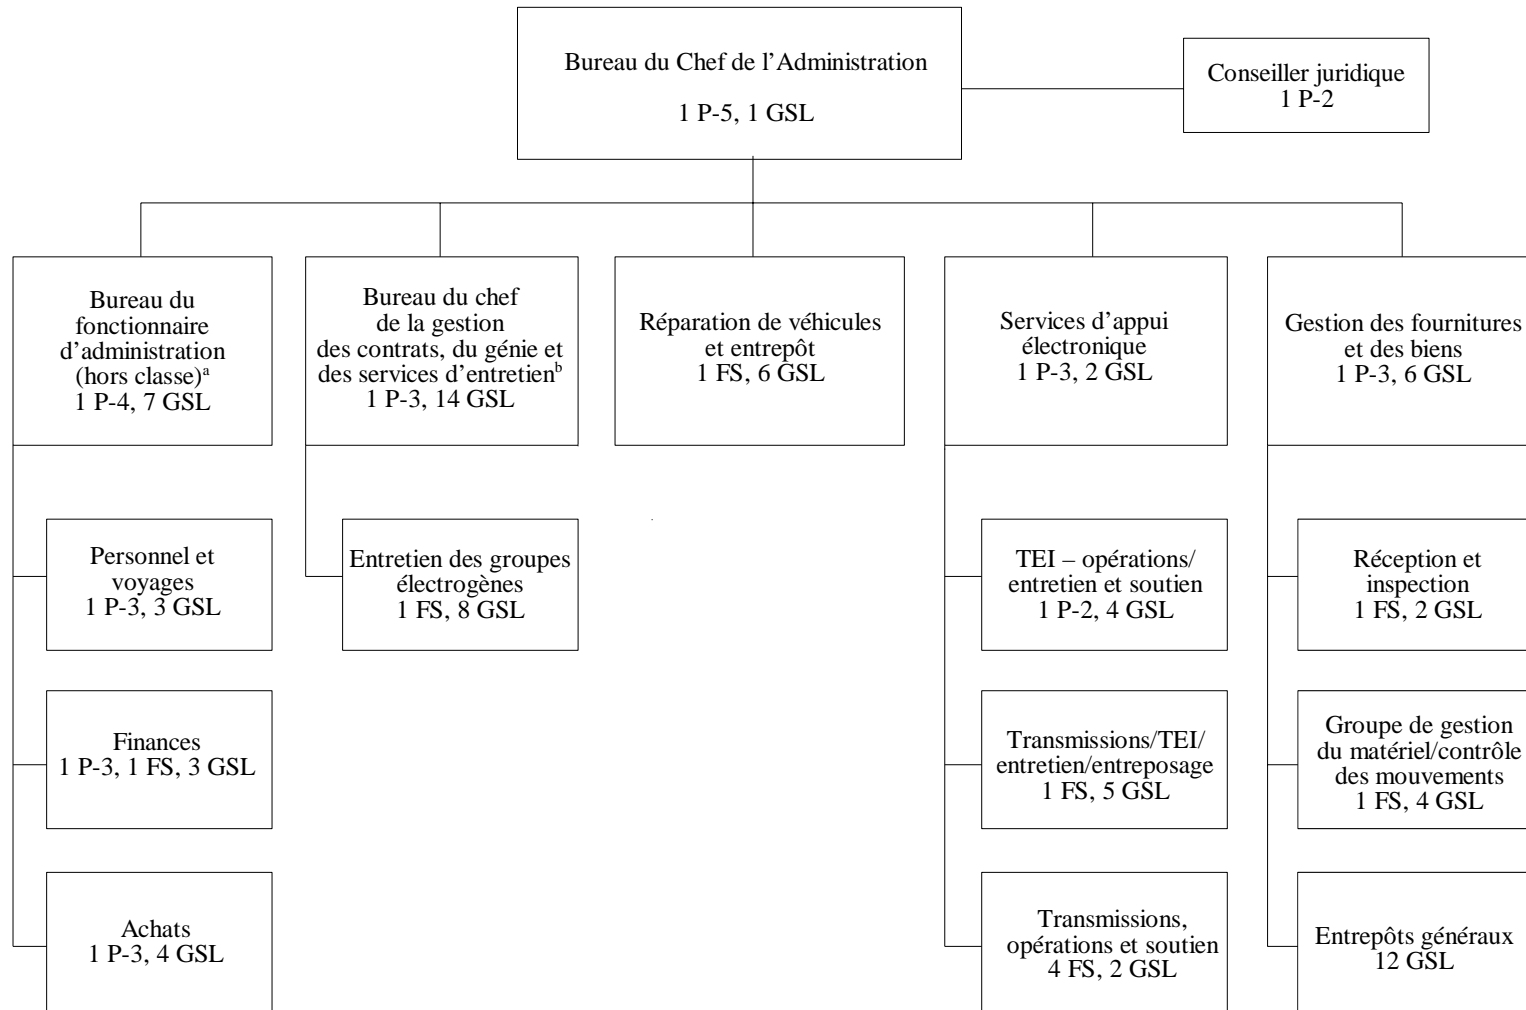 Bureau du Chef de l’Administration
1 P-5, 1 GSL
Conseiller juridique
1 P-2
Bureau du
fonctionnaire
d’administration
(hors classe)ᵃ
1 P-4, 7 GSL
Bureau du chef
de la gestion
des contrats, du génie et
des services d’entretienᵇ
1 P-3, 14 GSL
Réparation de véhicules
et entrepôt
1 FS, 6 GSL
Services d’appui
électronique
1 P-3, 2 GSL
Gestion des fournitures
et des biens
1 P-3, 6 GSL
Personnel et
voyages
1 P-3, 3 GSL
Entretien des groupes
électrogènes
1 FS, 8 GSL
TEI – opérations/
entretien et soutien
1 P-2, 4 GSL
Réception et
inspection
1 FS, 2 GSL
Finances
1 P-3, 1 FS, 3 GSL
Transmissions/TEI/
entretien/entreposage
1 FS, 5 GSL
Groupe de gestion
du matériel/contrôle
des mouvements
1 FS, 4 GSL
Achats
1 P-3, 4 GSL
Transmissions,
opérations et soutien
4 FS, 2 GSL
Entrepôts généraux
12 GSL